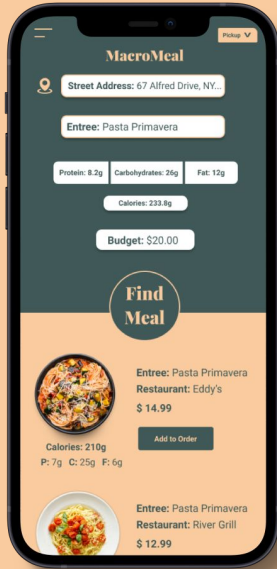 Pickup V
MacroMeal
Street Address: 67 Alfred Drive, NY...
Entree: Pasta Primavera
Protein: 8.2g Carbohydrates: 26g Fat: 12g
Calories: 233.8g
Budget: $20.00
Find
Meal
Entree: Pasta Primavera
Restaurant: Eddy's
$ 14.99
Add to Order
Calories: 210g
P: 7g C: 25g F: 6g
Entree: Pasta Primavera
Restaurant: River Grill
$ 12.99